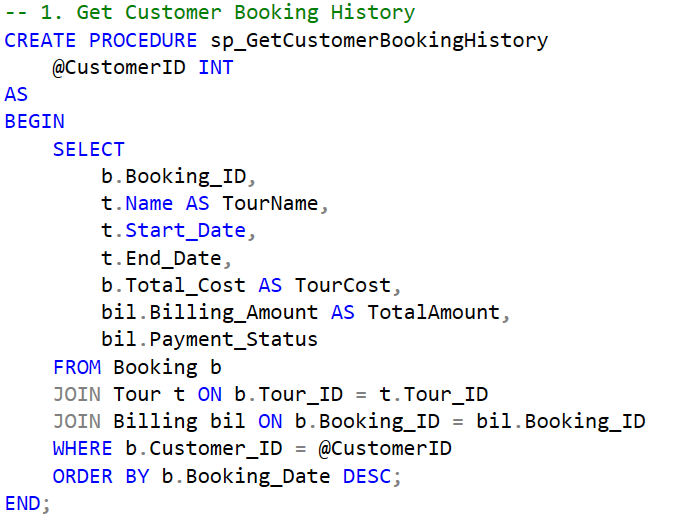 -- 1. Get Customer Booking History
CREATE PROCEDURE sp_GetCustomerBookingHistory
    @CustomerID INT
AS
BEGIN
    SELECT
        b.Booking_ID,
        t.Name AS TourName,
        t.Start_Date,
        t.End_Date,
        b.Total_Cost AS TourCost,
        bil.Billing_Amount AS TotalAmount,
        bil.Payment_Status
    FROM Booking b
    JOIN Tour t ON b.Tour_ID = t.Tour_ID
    JOIN Billing bil ON b.Booking_ID = bil.Booking_ID
    WHERE b.Customer_ID = @CustomerID
    ORDER BY b.Booking_Date DESC;
END;